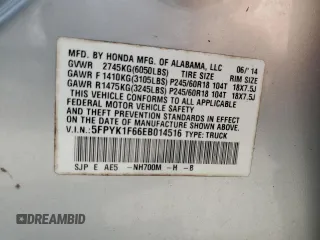 MFD. BY HONDA MFG. OF ALABAMA, LLC 06/'14
GVWR 2745KG(6050LBS) TIRE SIZE RIM SIZE
GAWR F 1410KG(3105LBS) P245/60R18 104T 18X7.5J
GAWR R1475KG(3245LBS) P245/60R18 104T 18X7.5J
THIS VEHICLE CONFORMS TO ALL APPLICABLE
FEDERAL MOTOR VEHICLE SAFETY AND THEFT
PREVENTION STANDARDS IN EFFECT ON THE DATE
OF MANUFACTURE SHOWN ABOVE.
V.I.N.: 5FPYK1F66EB014516 TYPE: TRUCK
SJP E AE5 -NH700M -H -B
© AutoBidMaster